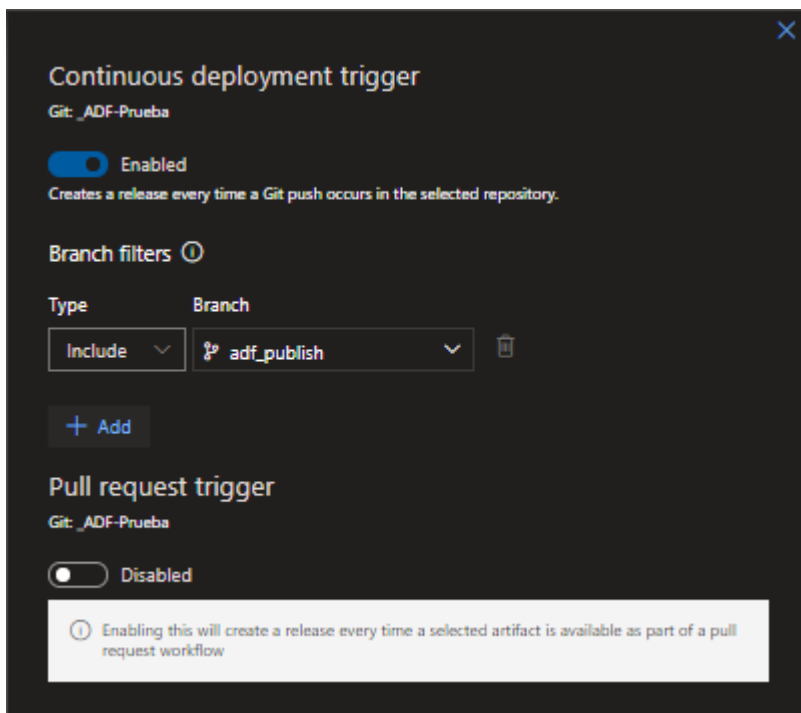 Continuous deployment trigger
Git: _ADF-Prueba
Enabled
Creates a release every time a Git push occurs in the selected repository.
Branch filters
Type Branch
Include adf_publish
+ Add
Pull request trigger
Git: _ADF-Prueba
Disabled
Enabling this will create a release every time a selected artifact is available as part of a pull
request workflow